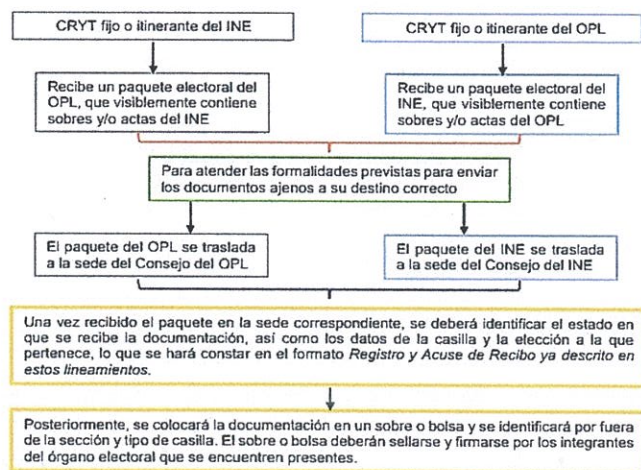 CRYT fijo o itinerante del INE
CRYT fijo o itinerante del OPL
Recibe un paquete electoral del
OPL, que visiblemente contiene
sobres y/o actas del INE
Recibe un paquete electoral del
INE, que visiblemente contiene
sobres y/o actas del OPL
Para atender las formalidades previstas para enviar
los documentos ajenos a su destino correcto
El paquete del OPL se traslada
a la sede del Consejo del OPL
El paquete del INE se traslada
a la sede del Consejo del INE
Una vez recibido el paquete en la sede correspondiente, se deberá identificar el estado en
que se recibe la documentación, así como los datos de la casilla y la elección a la que
pertenece, lo que se hará constar en el formato Registro y Acuse de Recibo ya descrito en
estos lineamientos.
Posteriormente, se colocará la documentación en un sobre o bolsa y se identificará por fuera
de la sección y tipo de casilla. El sobre o bolsa deberán sellarse y firmarse por los integrantes
del órgano electoral que se encuentren presentes.